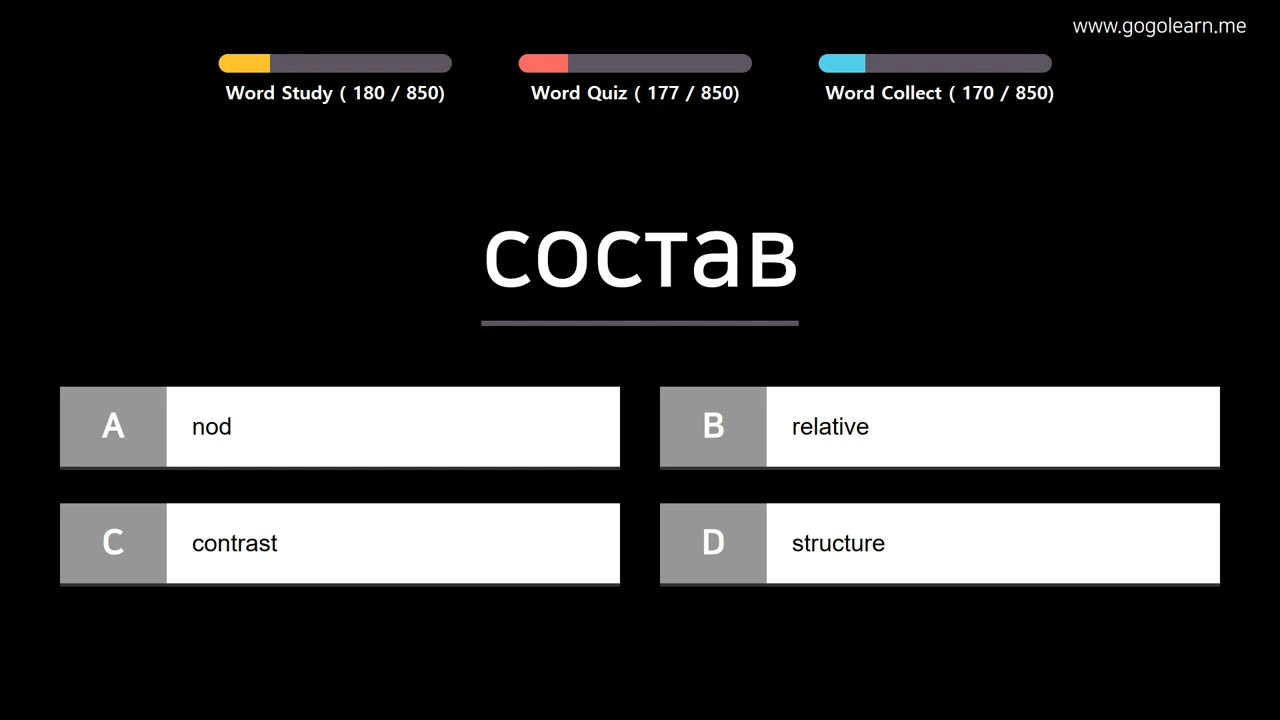 www.gogolearn.me
Word Study ( 180 / 850)
Word Quiz ( 177 / 850)
Word Collect ( 170 / 850)
состав
A nod
B relative
C contrast
D structure